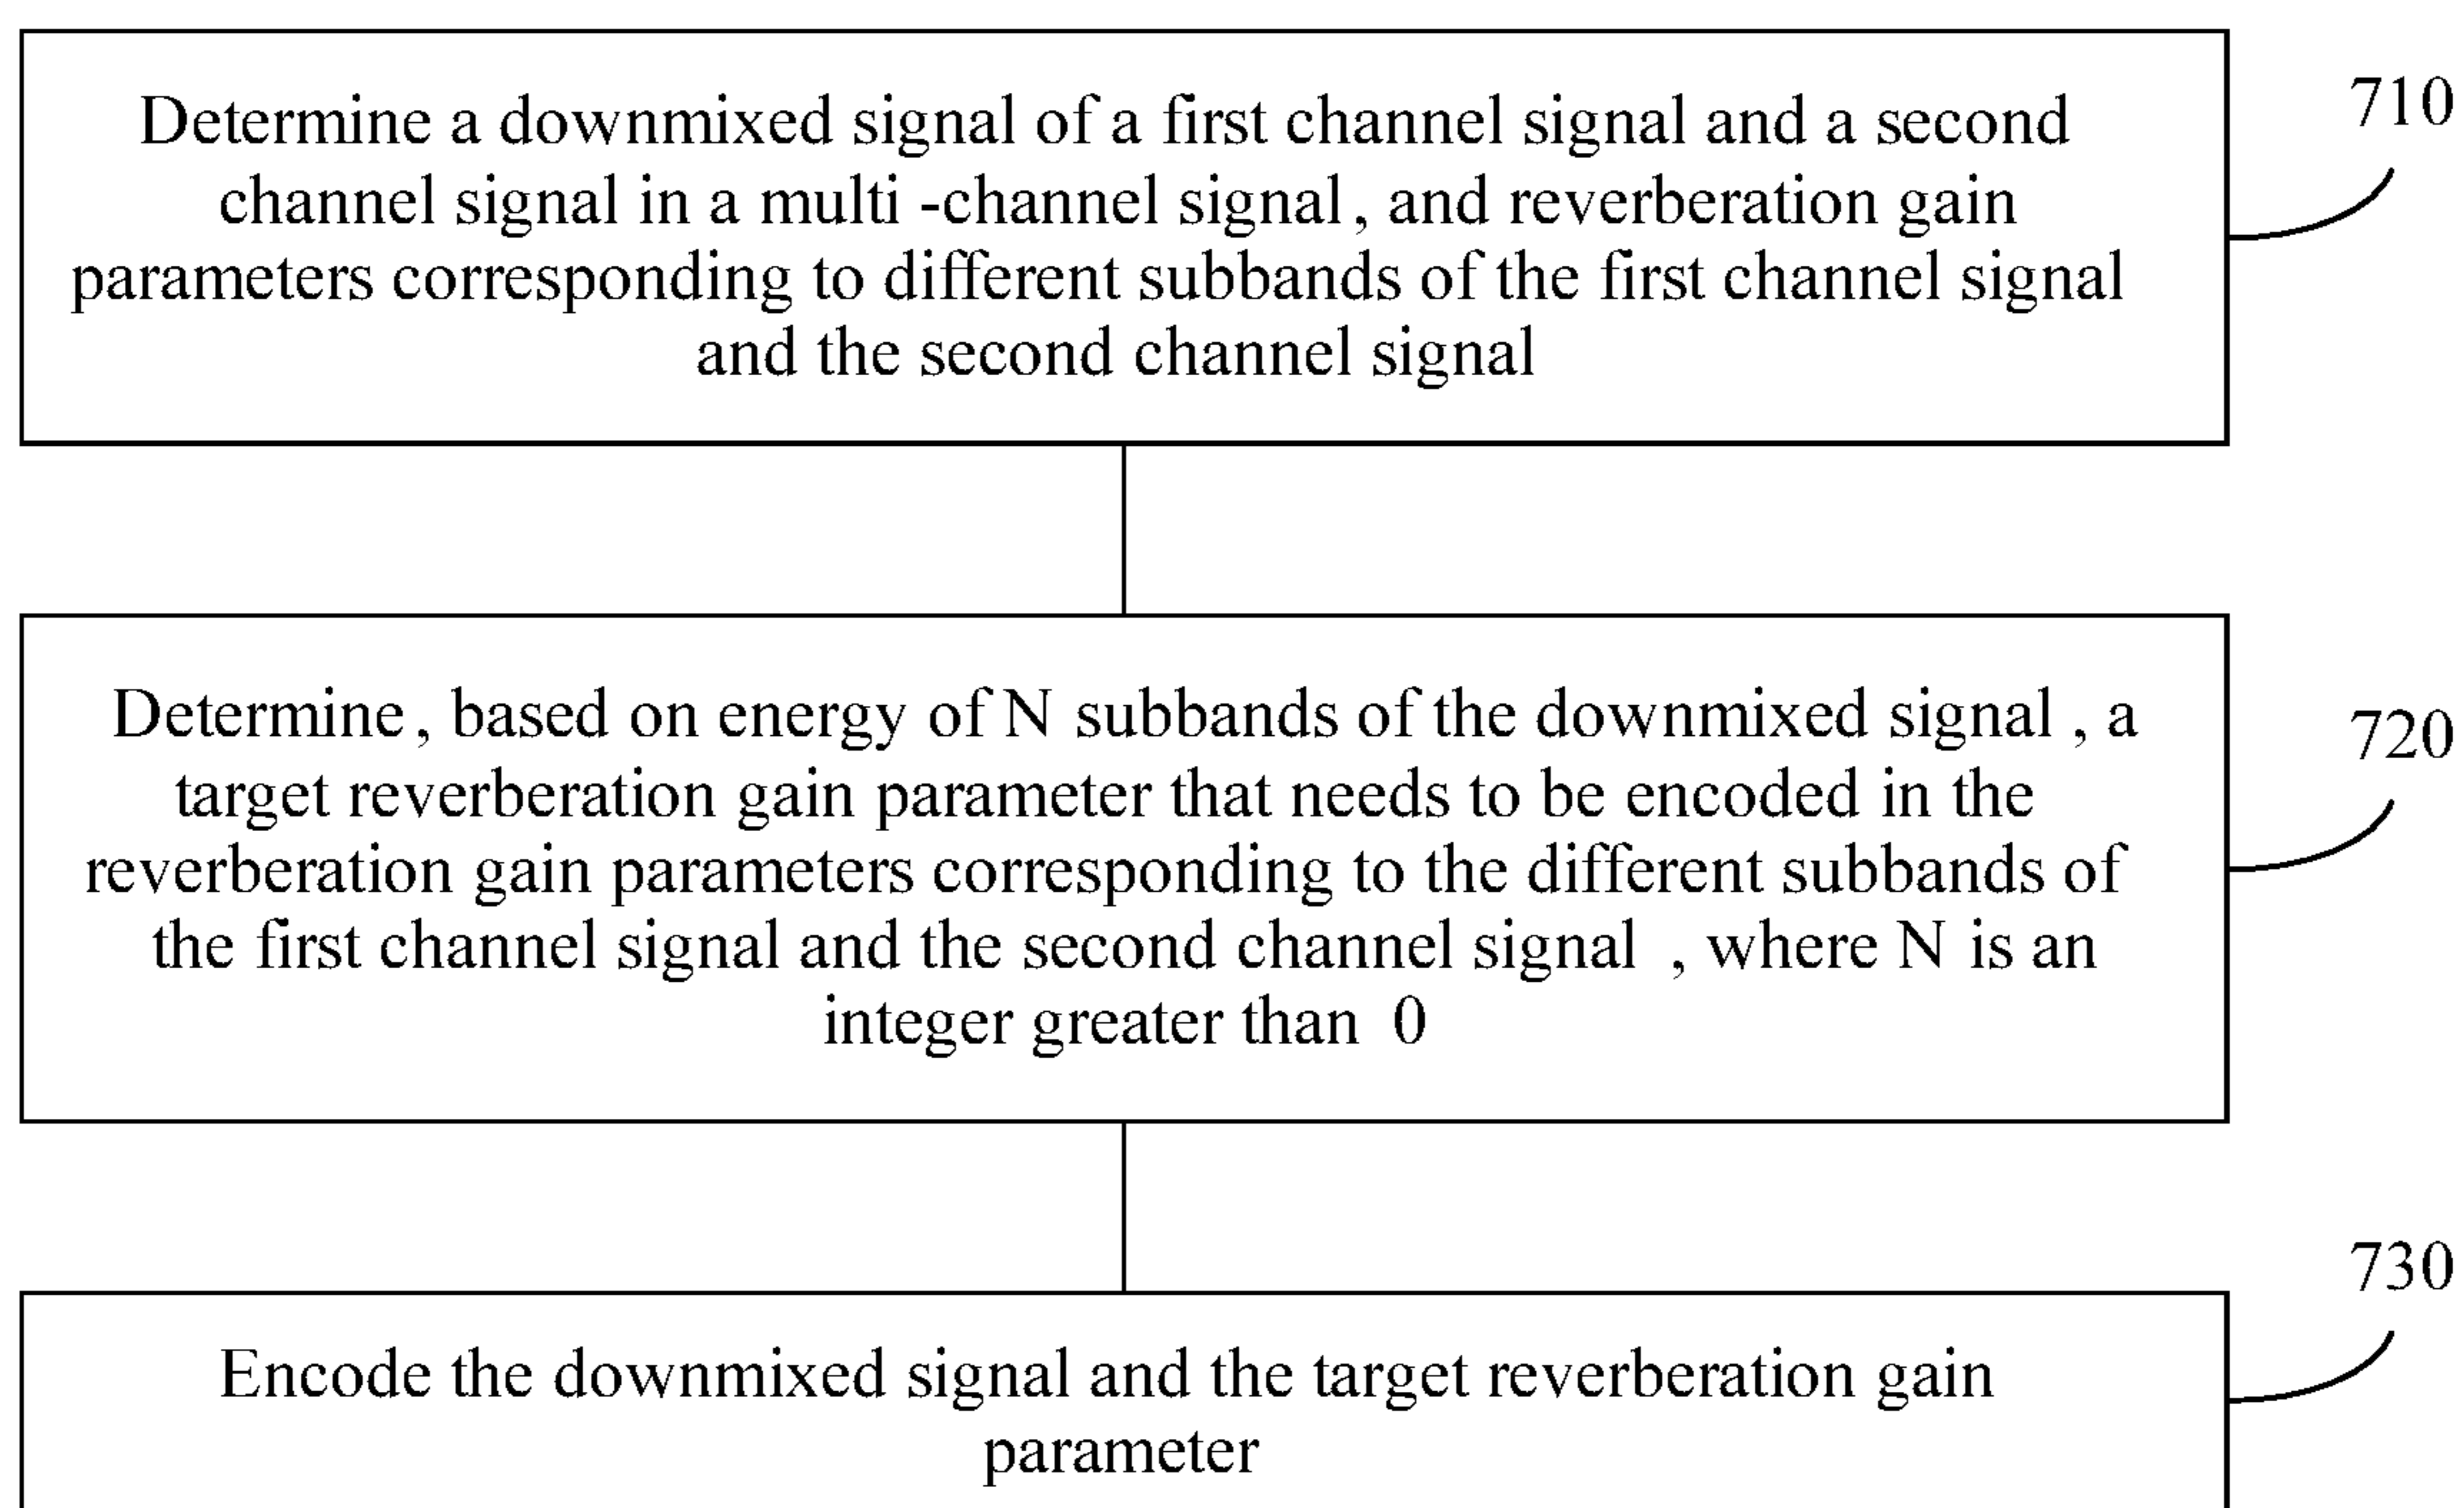 Determine a downmixed signal of a first channel signal and a second
channel signal in a multi -channel signal, and reverberation gain
parameters corresponding to different subbands of the first channel signal
and the second channel signal
710
Determine, based on energy of N subbands of the downmixed signal , a
target reverberation gain parameter that needs to be encoded in the
reverberation gain parameters corresponding to the different subbands of
the first channel signal and the second channel signal , where N is an
integer greater than 0
720
Encode the downmixed signal and the target reverberation gain
parameter
730